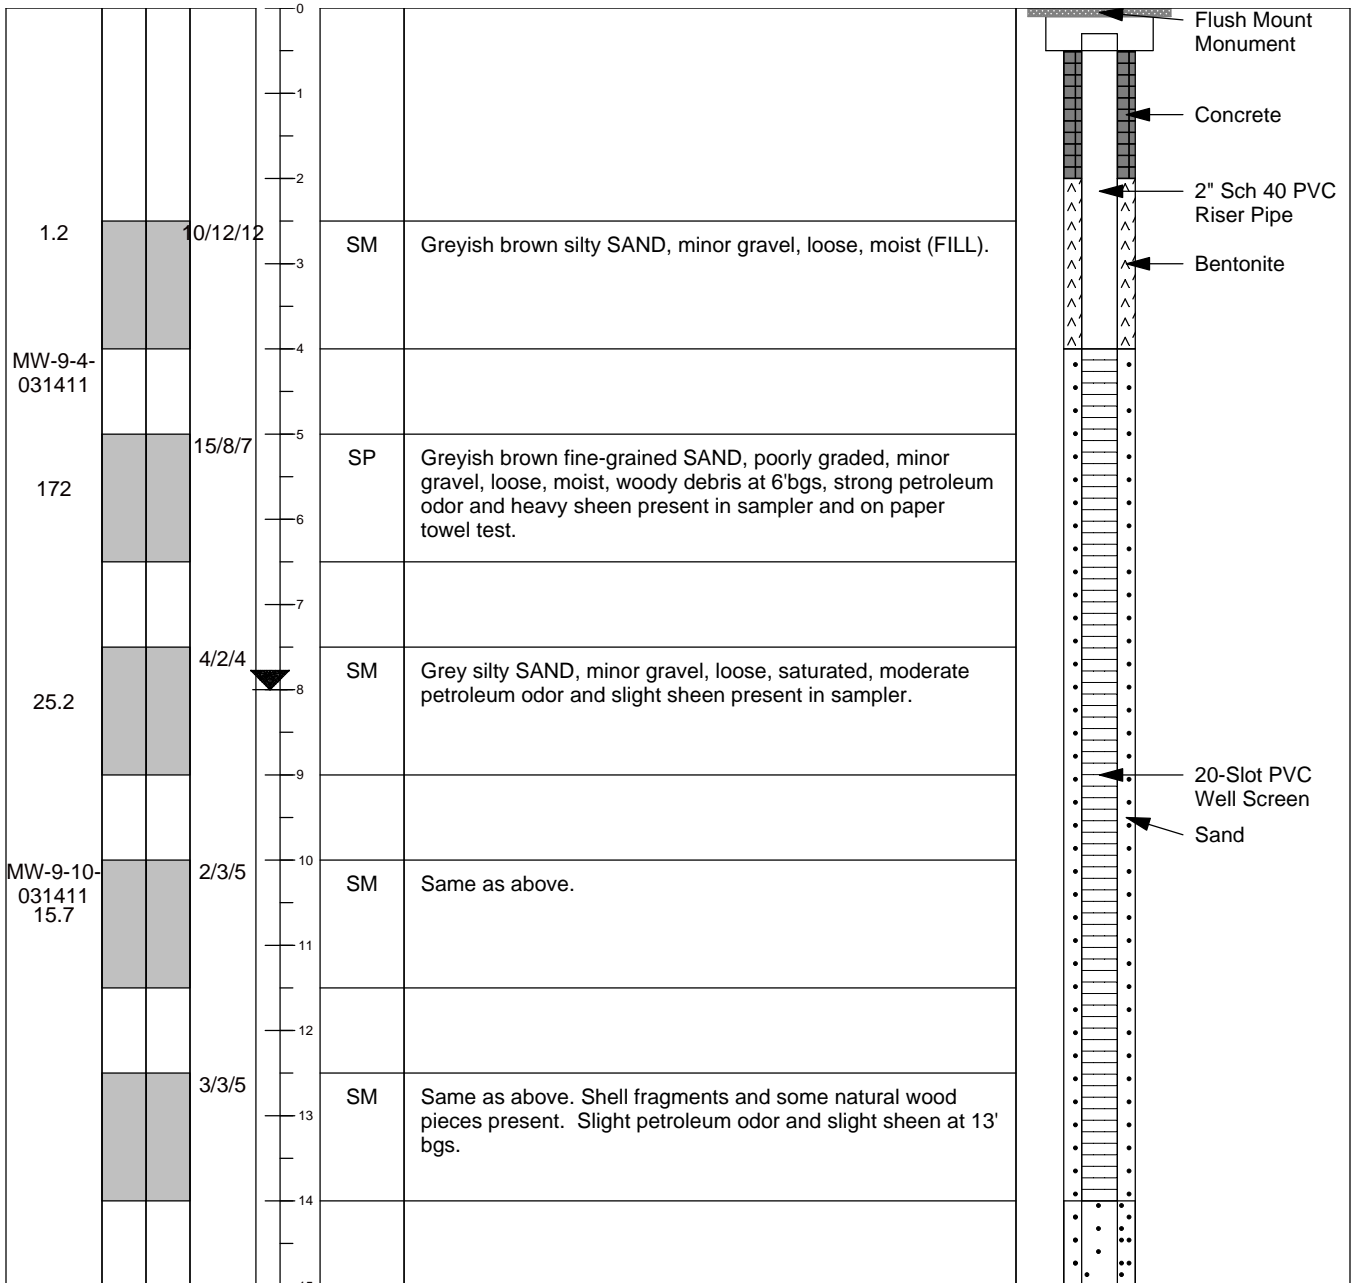 0
Flush Mount
Monument
1
Concrete
2
2" Sch 40 PVC
Riser Pipe
1.2
10/12/12
SM
Greyish brown silty SAND, minor gravel, loose, moist (FILL).
3
Bentonite
4
MW-9-4-
031411
5
15/8/7
172
SP
Greyish brown fine-grained SAND, poorly graded, minor
gravel, loose, moist, woody debris at 6'bgs, strong petroleum
odor and heavy sheen present in sampler and on paper
towel test.
6
7
4/2/4
25.2
SM
Grey silty SAND, minor gravel, loose, saturated, moderate
petroleum odor and slight sheen present in sampler.
8
9
20-Slot PVC
Well Screen
Sand
10
MW-9-10-
031411
15.7
2/3/5
SM
Same as above.
11
12
3/3/5
SM
Same as above. Shell fragments and some natural wood
pieces present. Slight petroleum odor and slight sheen at 13'
bgs.
13
14